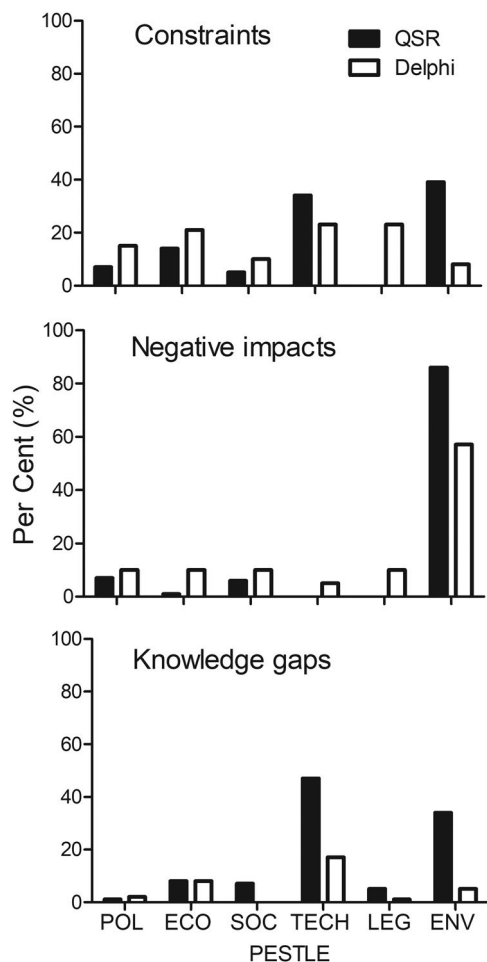 Constraints
QSR
Delphi
100
80
60
40
20
0
Negative impacts
100
80
60
40
20
0
Per Cent (%)
Knowledge gaps
100
80
60
40
20
0
POL ECO SOC TECH LEG ENV
PESTLE